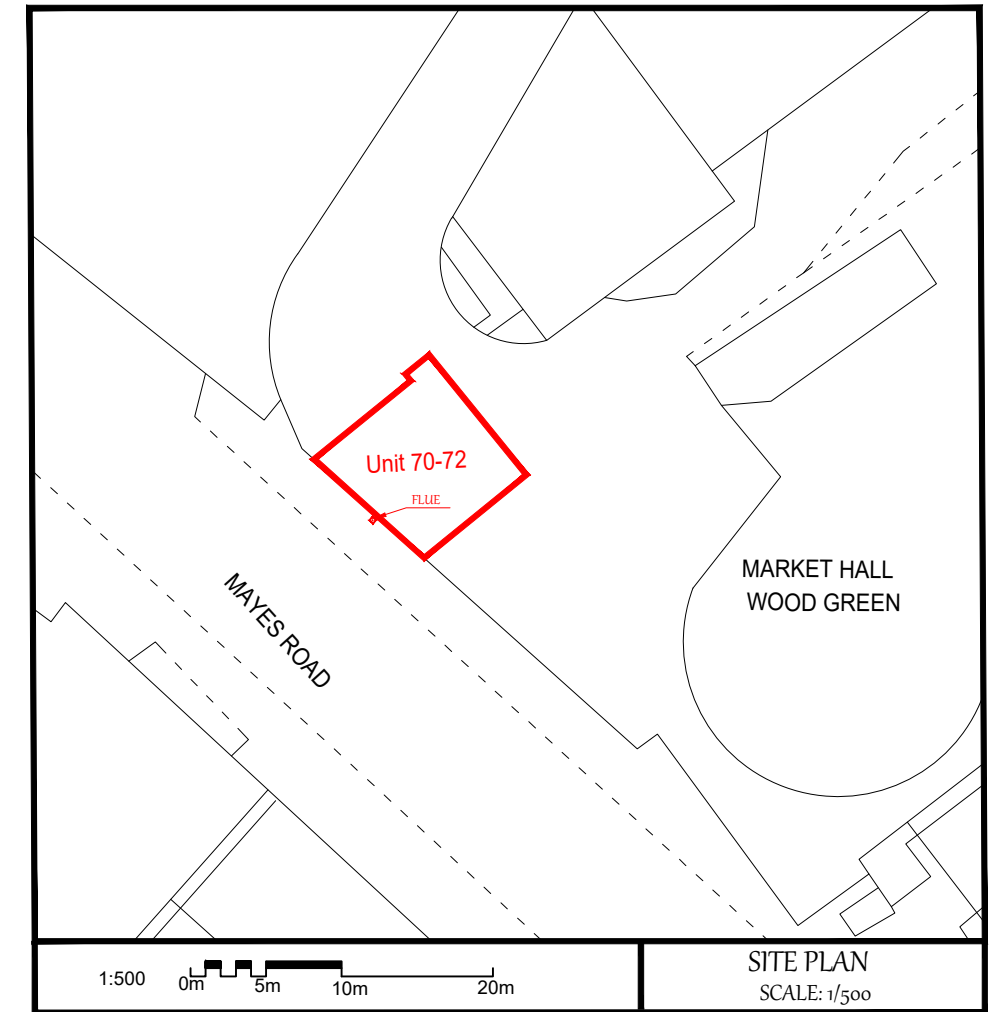 Unit 70-72
FLUE
MAYES ROAD
MARKET HALL
WOOD GREEN
1:500
0m 5m 10m 20m
SITE PLAN
SCALE: 1/500